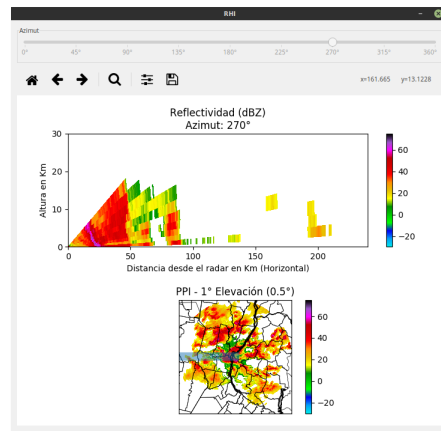 RHI
Azimut
0° 45° 90° 135° 180° 225° 270° 315° 360°
x=161.665 y=13.1228
Reflectividad (dBZ)
Azimut: 270°
30
20
10
0
Altura en Km
0 50 100 150 200
Distancia desde el radar en Km (Horizontal)
60
40
20
0
−20
PPI - 1° Elevación (0.5°)
60
40
20
0
−20